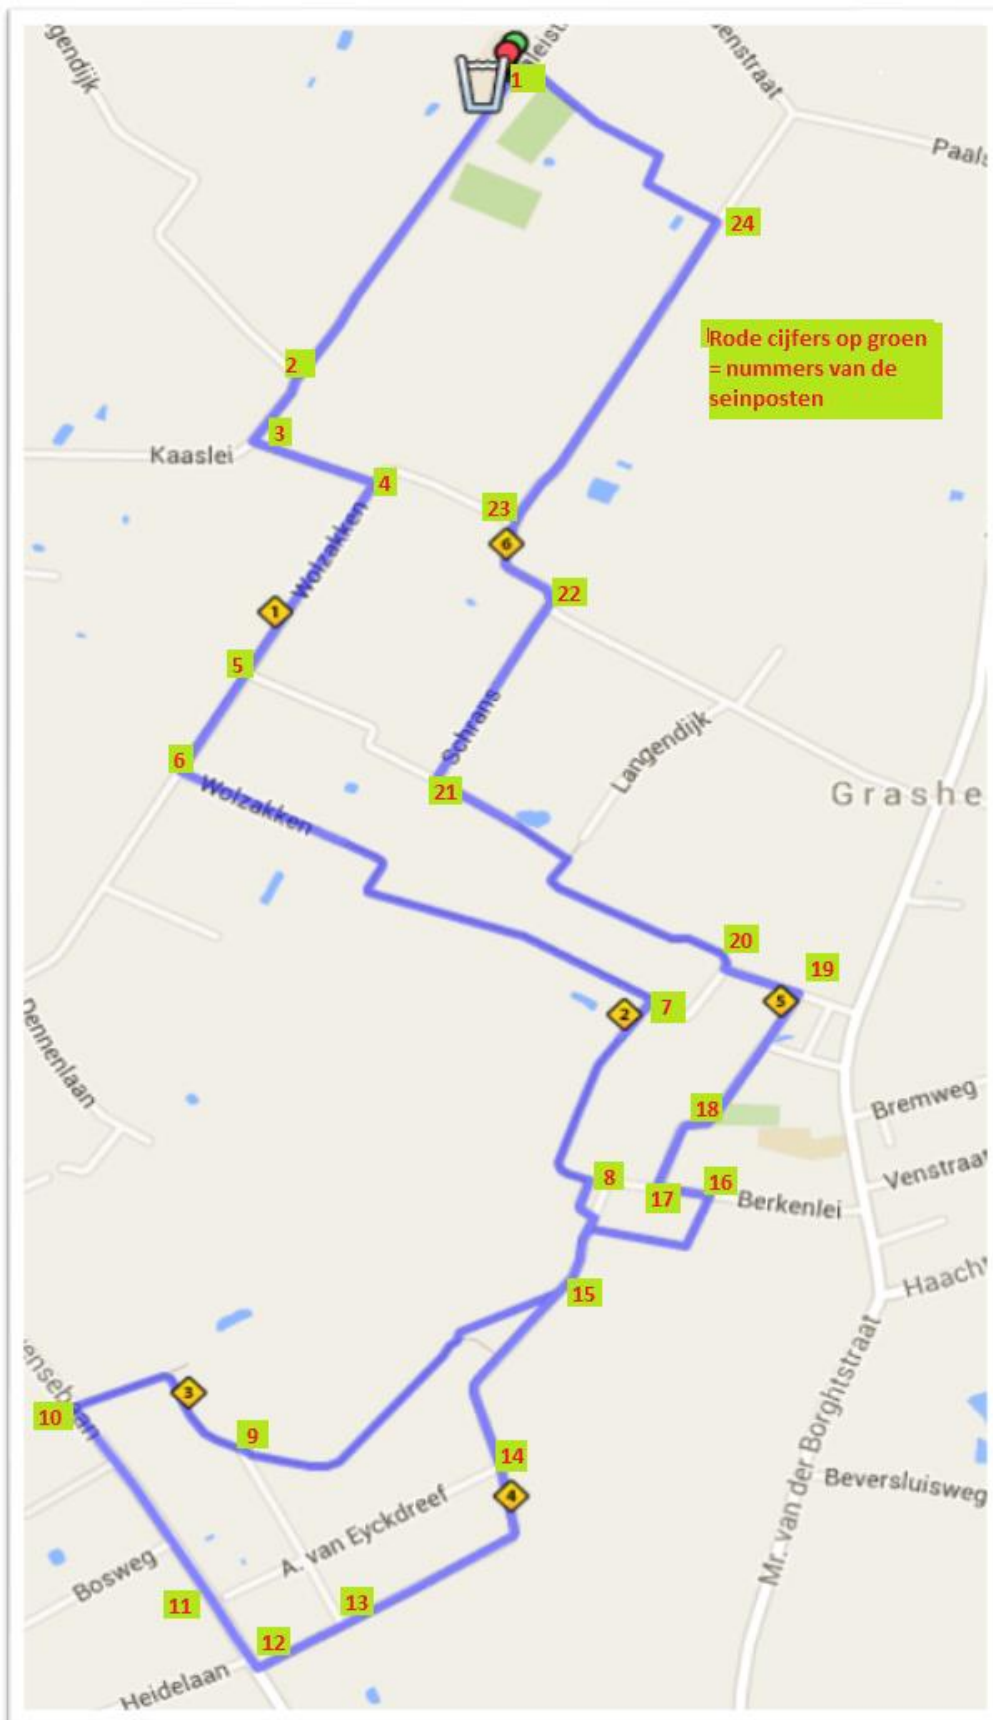 gendijk
1
24
Rode cijfers op groen
= nummers van de
seinposten
2
3
Kaaslei
4
Wolzakken
23
6
22
1
5
Schrans
Langendijk
6
Wolzakken
21
Grashe
20
19
5
7
2
Dennenlaan
18
Bremweg
8
16
17
Berkenlei
Venstraat
15
Haacht
3
10
9
14
4
Mr. van der Borghtstraat
Beversluisweg
A. van Eyckdreef
Bosweg
11
13
12
Heidelaan